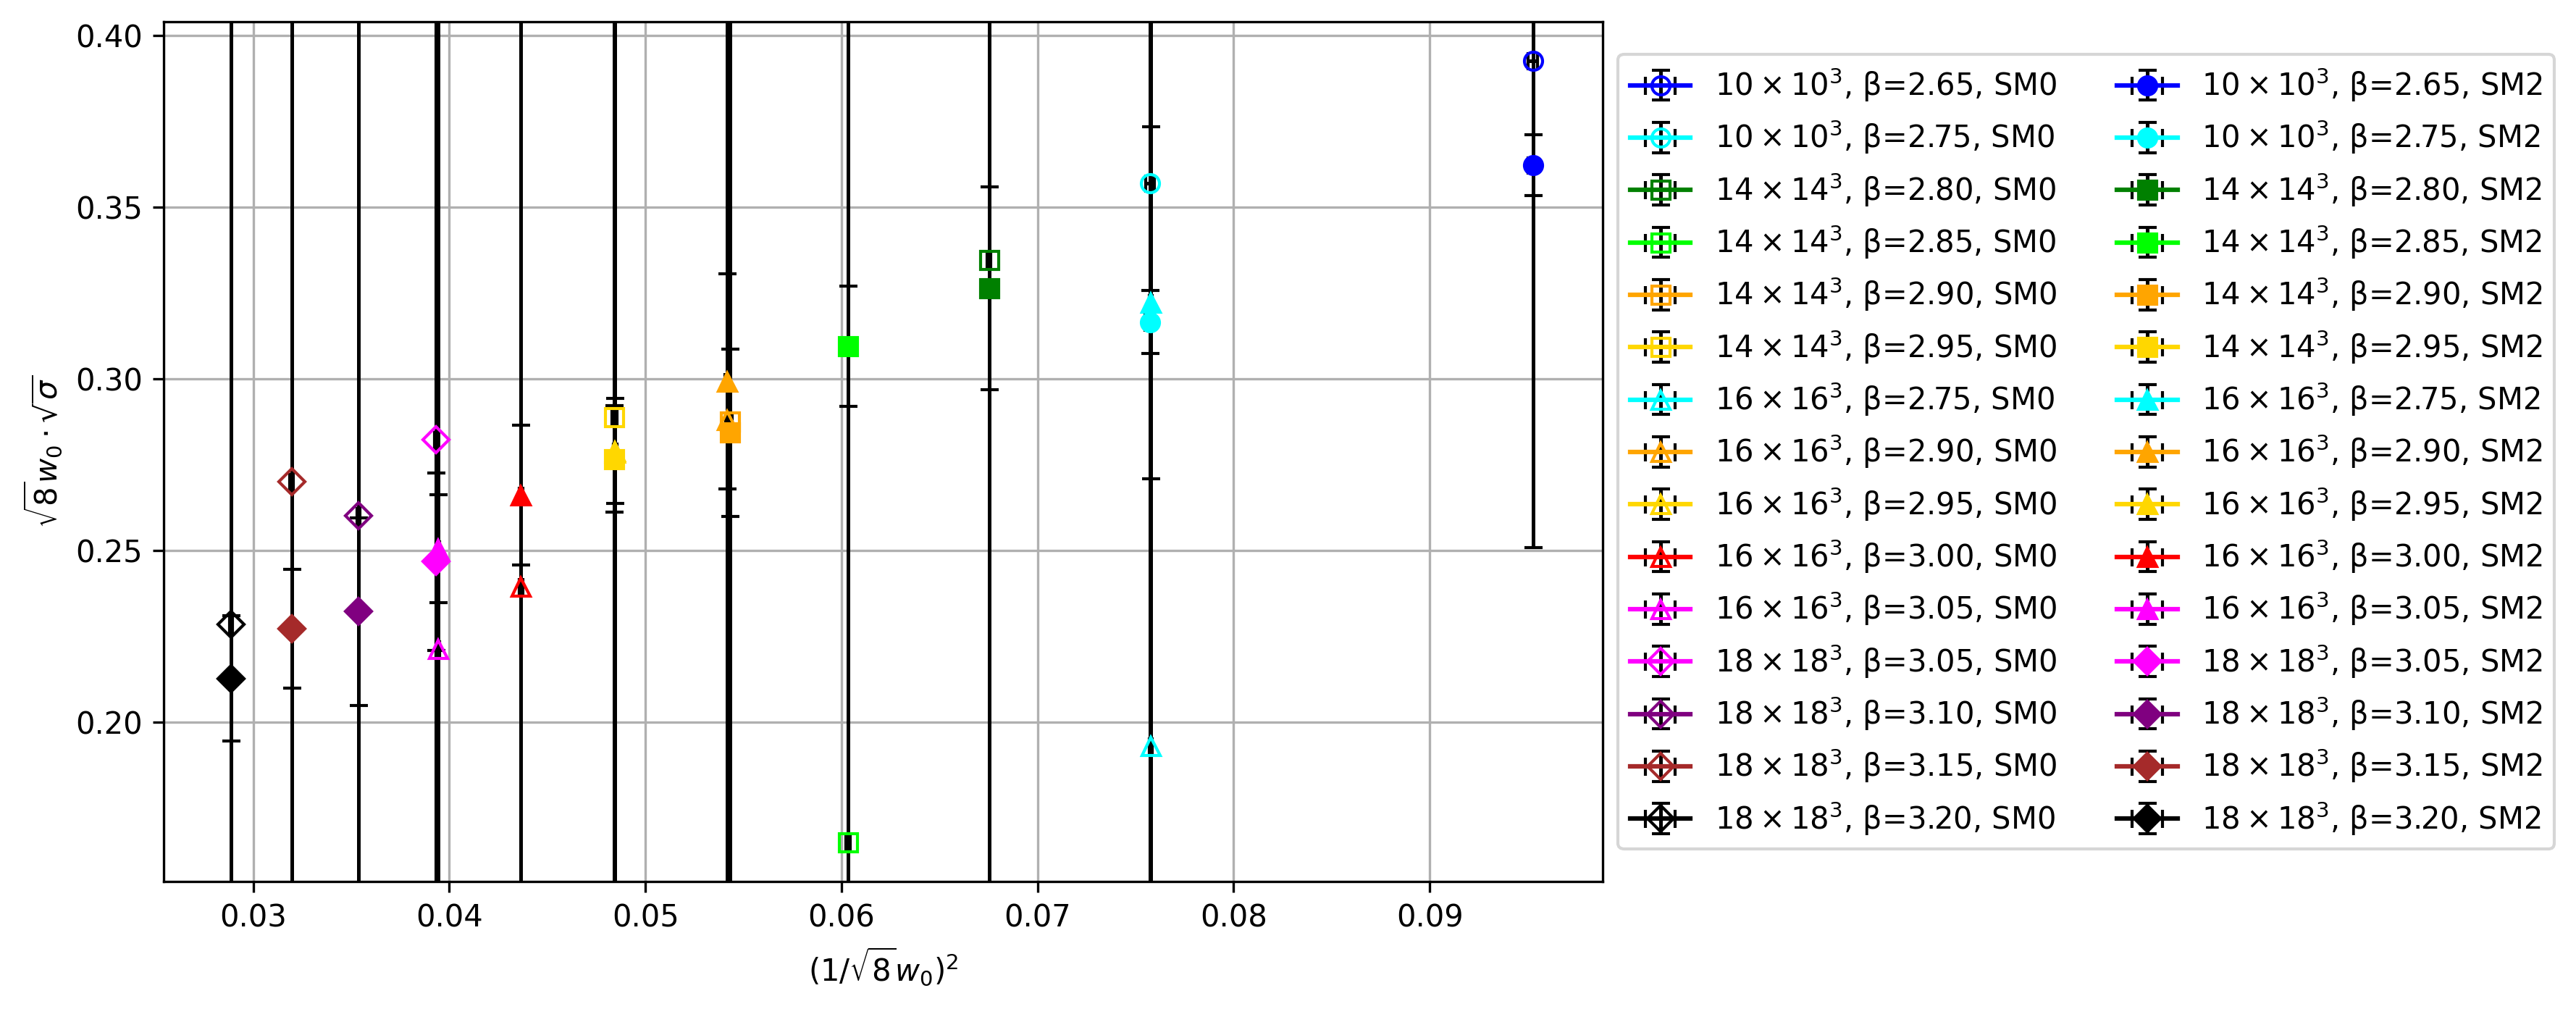 0.40
0.35
0.30
0.25
0.20
√8w₀ · √σ
0.03 0.04 0.05 0.06 0.07 0.08 0.09
(1/√8w₀)²
10 × 10³, β=2.65, SM0
10 × 10³, β=2.75, SM0
14 × 14³, β=2.80, SM0
14 × 14³, β=2.85, SM0
14 × 14³, β=2.90, SM0
14 × 14³, β=2.95, SM0
16 × 16³, β=2.75, SM0
16 × 16³, β=2.90, SM0
16 × 16³, β=2.95, SM0
16 × 16³, β=3.00, SM0
16 × 16³, β=3.05, SM0
18 × 18³, β=3.05, SM0
18 × 18³, β=3.10, SM0
18 × 18³, β=3.15, SM0
18 × 18³, β=3.20, SM0
10 × 10³, β=2.65, SM2
10 × 10³, β=2.75, SM2
14 × 14³, β=2.80, SM2
14 × 14³, β=2.85, SM2
14 × 14³, β=2.90, SM2
14 × 14³, β=2.95, SM2
16 × 16³, β=2.75, SM2
16 × 16³, β=2.90, SM2
16 × 16³, β=2.95, SM2
16 × 16³, β=3.00, SM2
16 × 16³, β=3.05, SM2
18 × 18³, β=3.05, SM2
18 × 18³, β=3.10, SM2
18 × 18³, β=3.15, SM2
18 × 18³, β=3.20, SM2